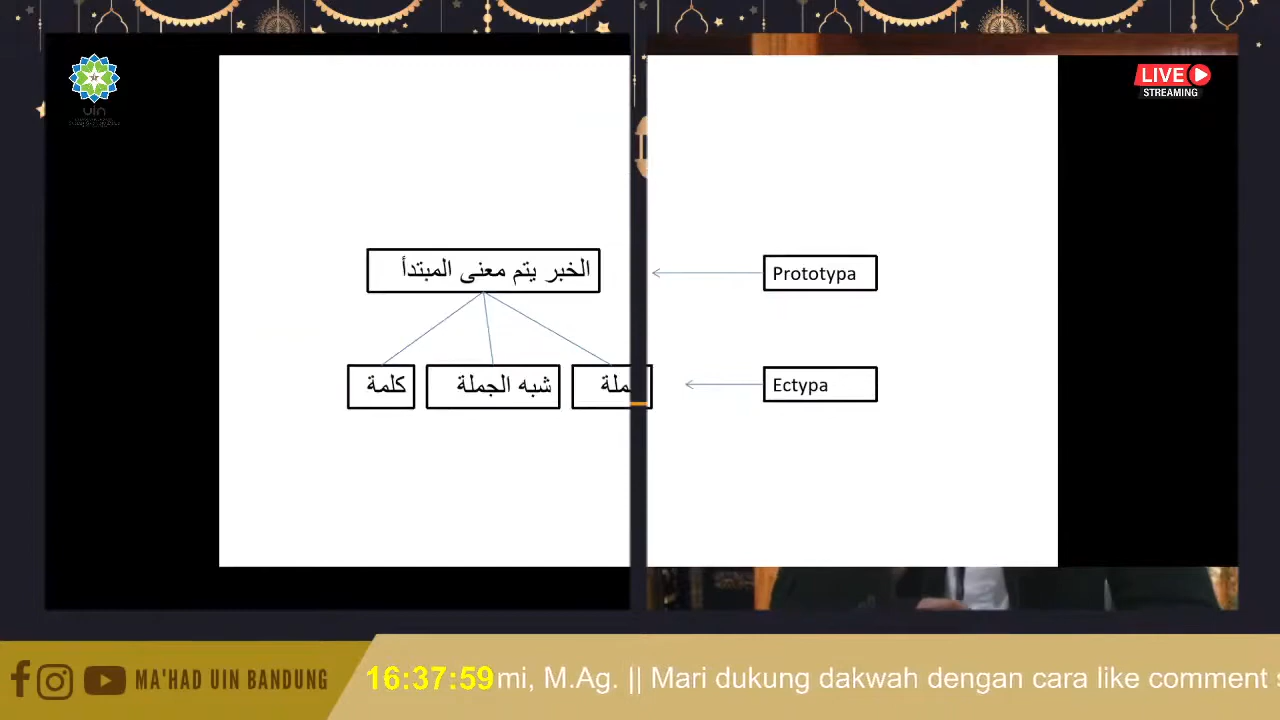 uin
LIVE
STREAMING
الخبر يتم معنى المبتدأ
Prototypa
كلمة
شبه الجملة
ملة
Ectypa
MA'HAD UIN BANDUNG
16:37:59 mi, M.Ag. || Mari dukung dakwah dengan cara like comment s